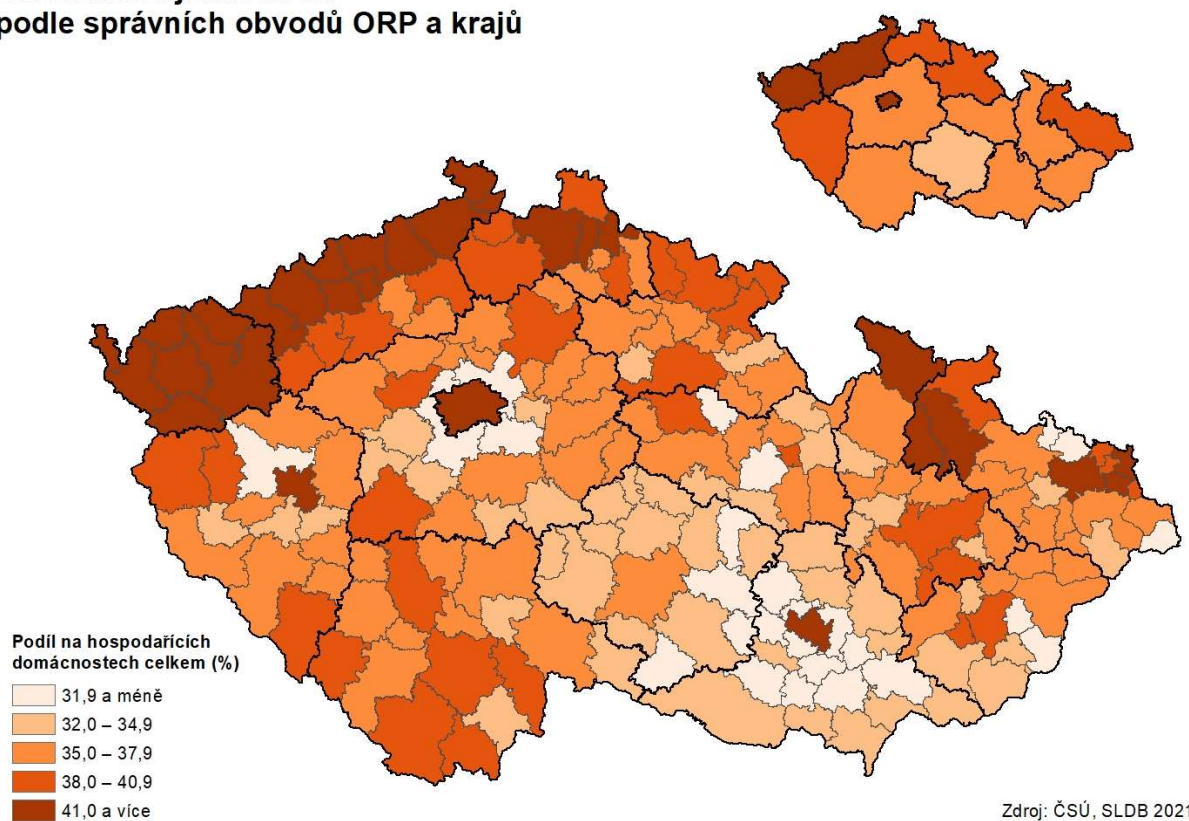 podle správních obvodů ORP a krajů
Podíl na hospodařících
domácnostech celkem (%)
31,9 a méně
32,0 – 34,9
35,0 – 37,9
38,0 – 40,9
41,0 a více
Zdroj: ČSÚ, SLDB 2021